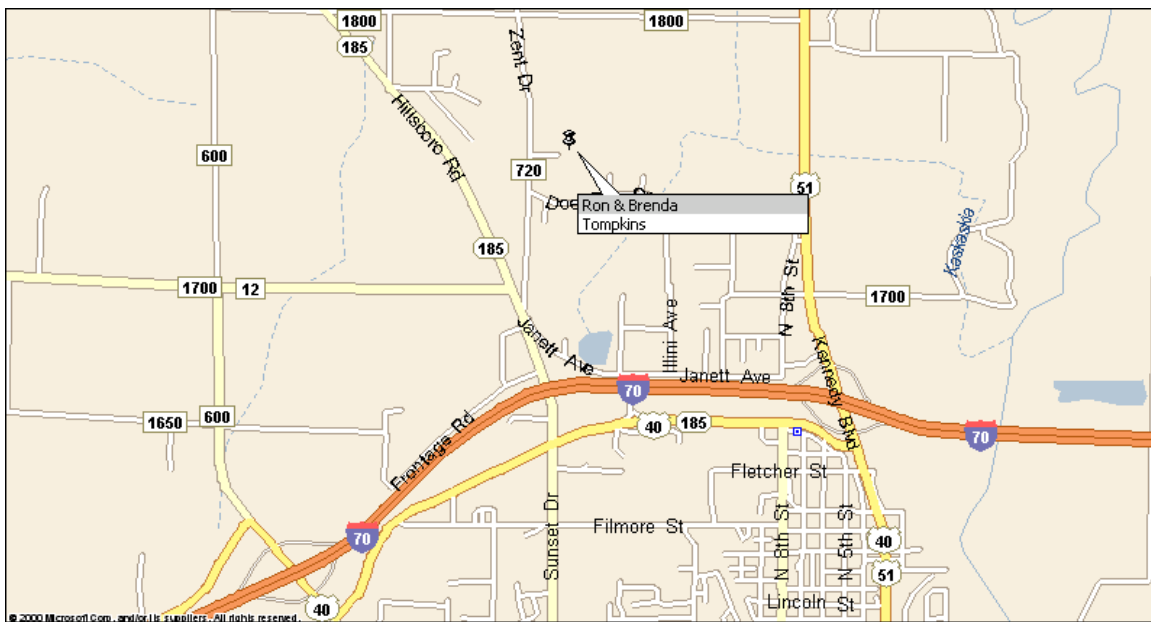 1800
1800
185
Zent Dr
Hillsboro Rd
600
720
51
Ron & Brenda
Tompkins
Kaskaskia
185
1700
12
1700
N 8th St
Illini Ave
Janett Ave
Janett Ave
Kennedy Blvd
70
1650
600
40
185
70
Frontage Rd
Fletcher St
Filmore St
70
Sunset Dr
N 8th St
N 5th St
40
51
40
Lincoln St
© 2000 Microsoft Corp. and/or its suppliers. All rights reserved.